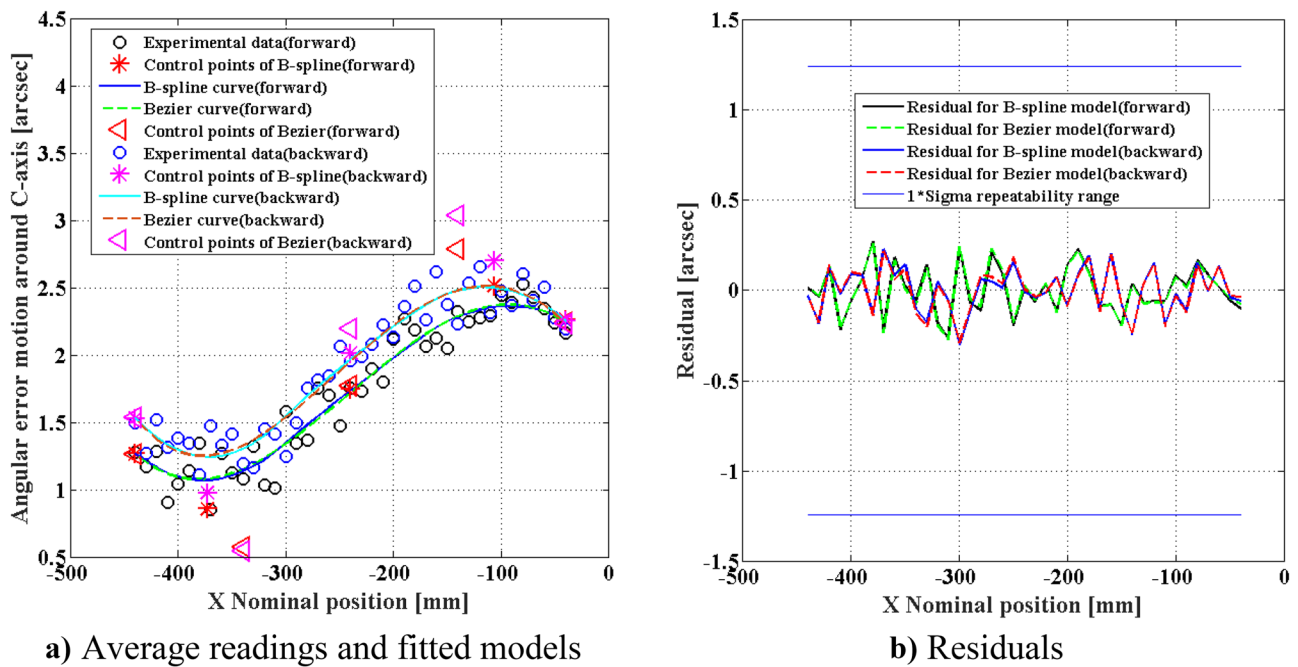 4.5
4
3.5
3
2.5
2
1.5
1
0.5
-500
-400
-300
-200
-100
0
Angular error motion around C-axis [arcsec]
X Nominal position [mm]
Experimental data(forward)
Control points of B-spline(forward)
B-spline curve(forward)
Bezier curve(forward)
Control points of Bezier(forward)
Experimental data(backward)
Control points of B-spline(backward)
B-spline curve(backward)
Bezier curve(backward)
Control points of Bezier(backward)
a) Average readings and fitted models
1.5
1
0.5
0
-0.5
-1
-1.5
-500
-400
-300
-200
-100
0
Residual [arcsec]
X Nominal position [mm]
Residual for B-spline model(forward)
Residual for Bezier model(forward)
Residual for B-spline model(backward)
Residual for Bezier model(backward)
1*Sigma repeatability range
b) Residuals